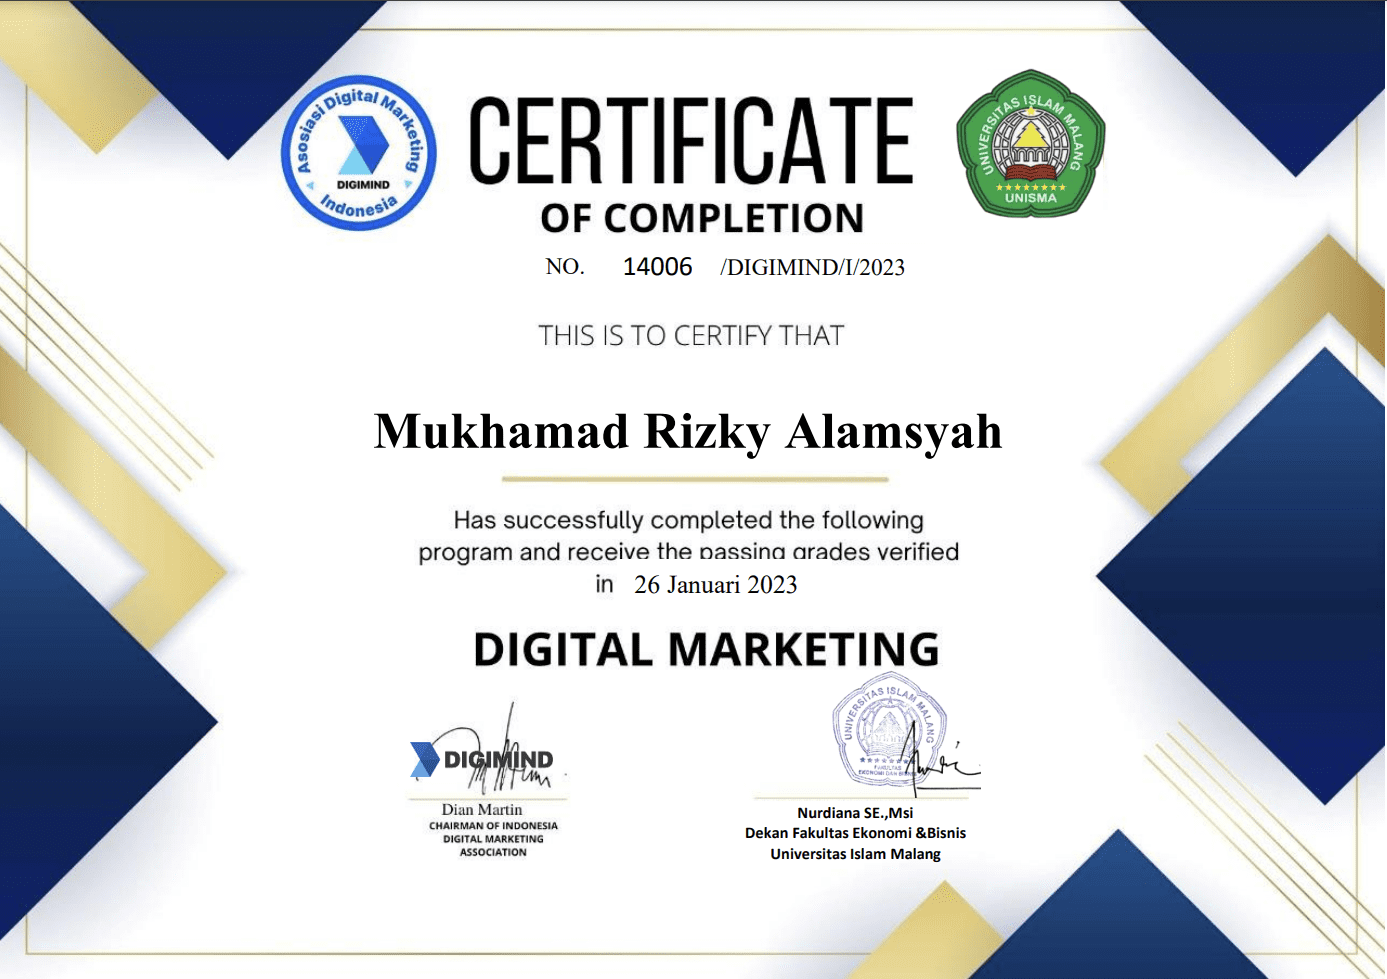 Asosiasi Digital Marketing
DIGIMIND
Indonesia
UNIVERSITAS ISLAM MALANG
UNISMA
CERTIFICATE
OF COMPLETION
NO. 14006 /DIGIMIND/I/2023
THIS IS TO CERTIFY THAT
Mukhamad Rizky Alamsyah
Has successfully completed the following
program and receive the passing grades verified
in 26 Januari 2023
DIGITAL MARKETING
DIGIMIND
Dian Martin
CHAIRMAN OF INDONESIA
DIGITAL MARKETING
ASSOCIATION
UNIVERSITAS ISLAM MALANG
FAKULTAS
EKONOMI DAN BISNIS
Nurdiana SE.,Msi
Dekan Fakultas Ekonomi &Bisnis
Universitas Islam Malang